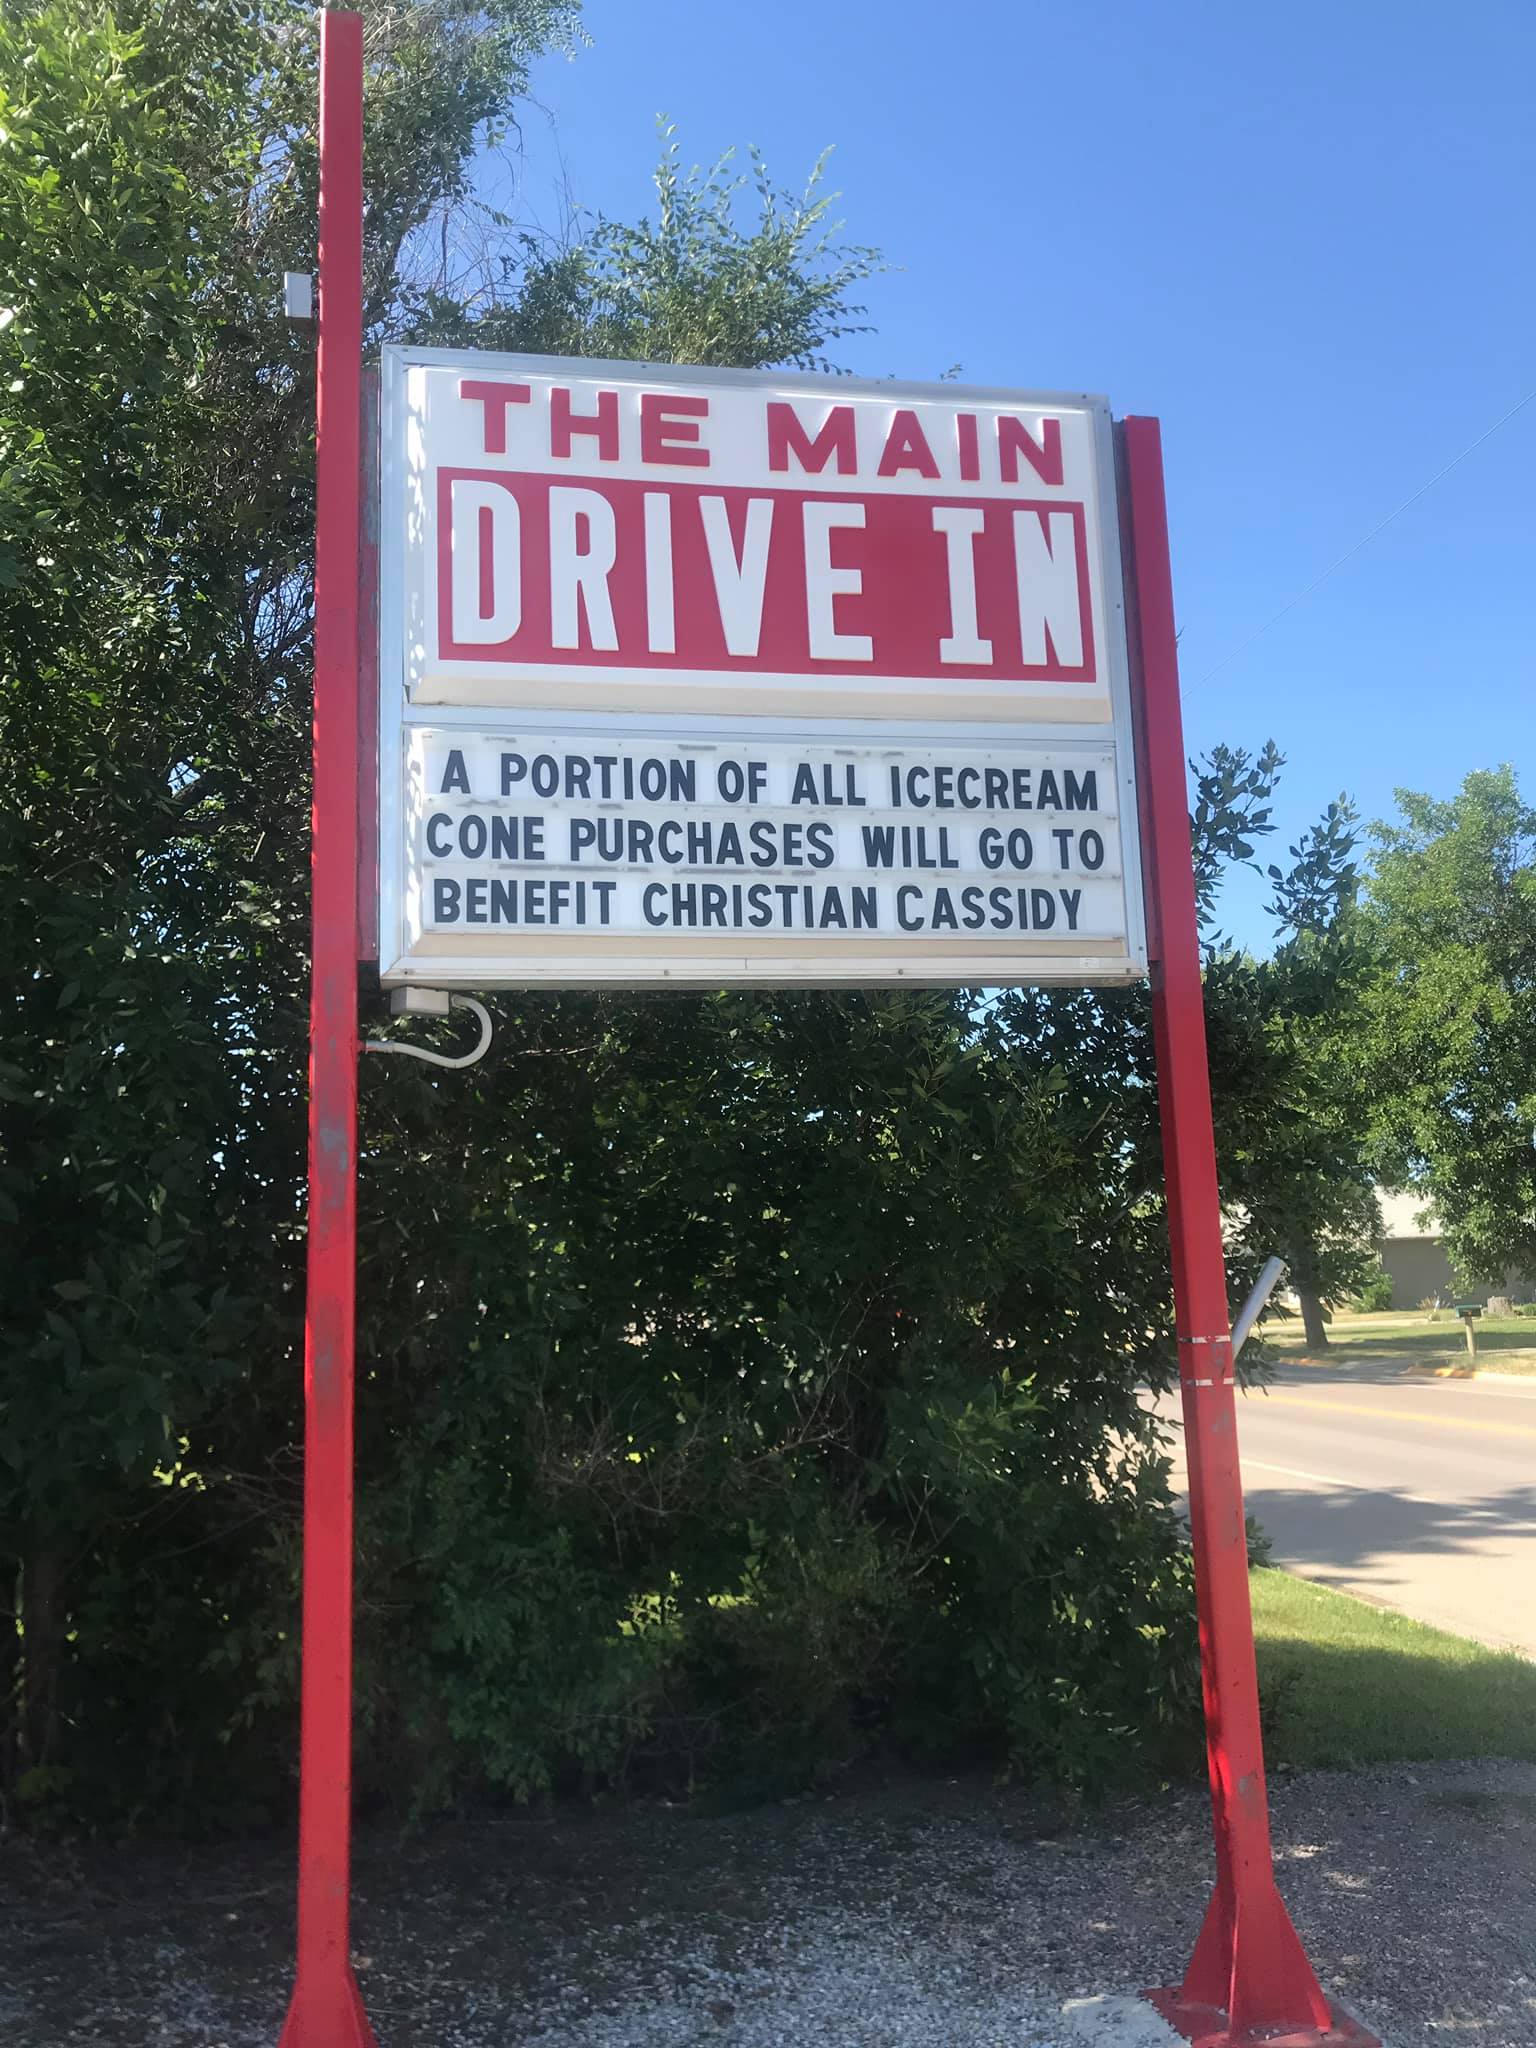 THE MAIN
DRIVE IN
A PORTION OF ALL ICECREAM
CONE PURCHASES WILL GO TO
BENEFIT CHRISTIAN CASSIDY